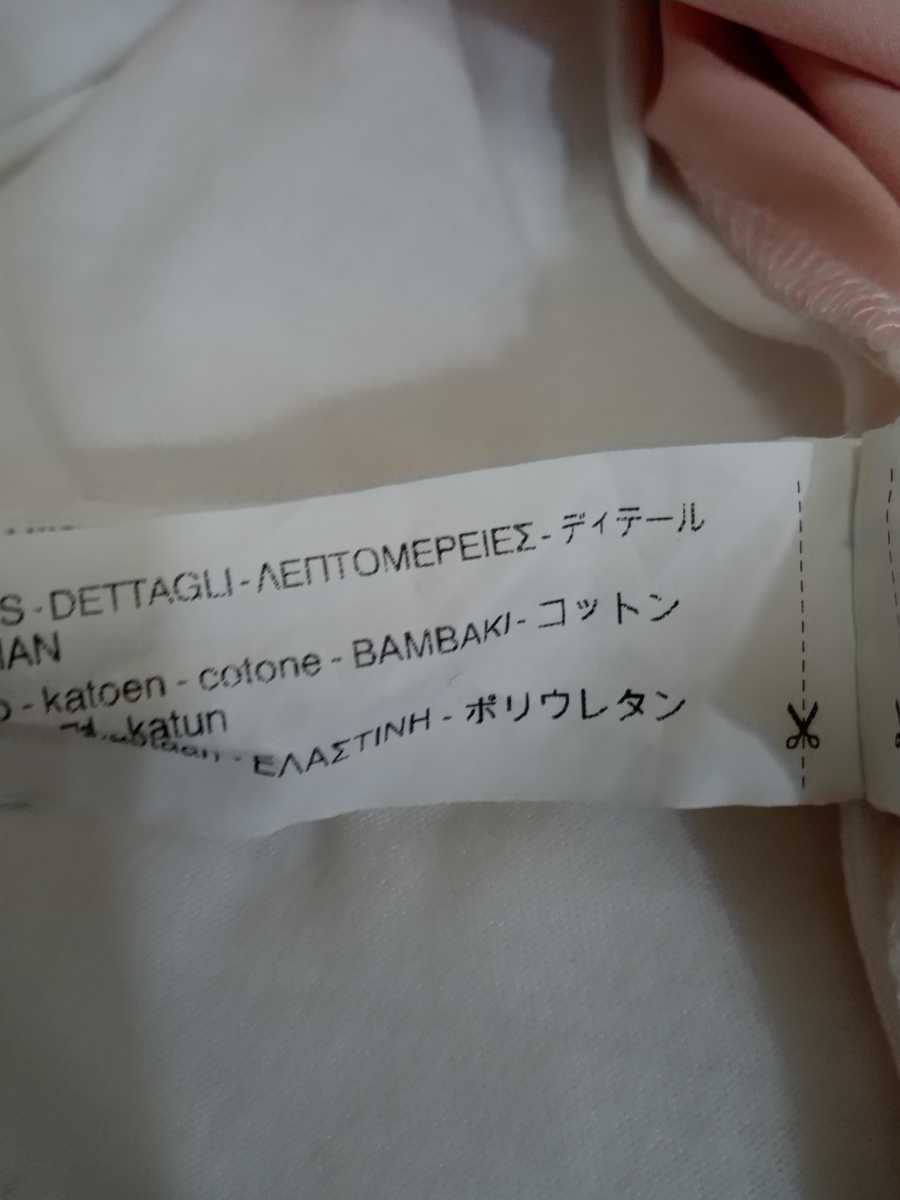 S - DETTAGLI - ΛΕΠΤΟΜΕΡΕΙΕΣ - ディテール
IAN
o - katoen - cotone - ΒΑΜΒΑΚΙ - コットン
katun
- ΕΛΑΣΤΙΝΗ - ポリウレタン